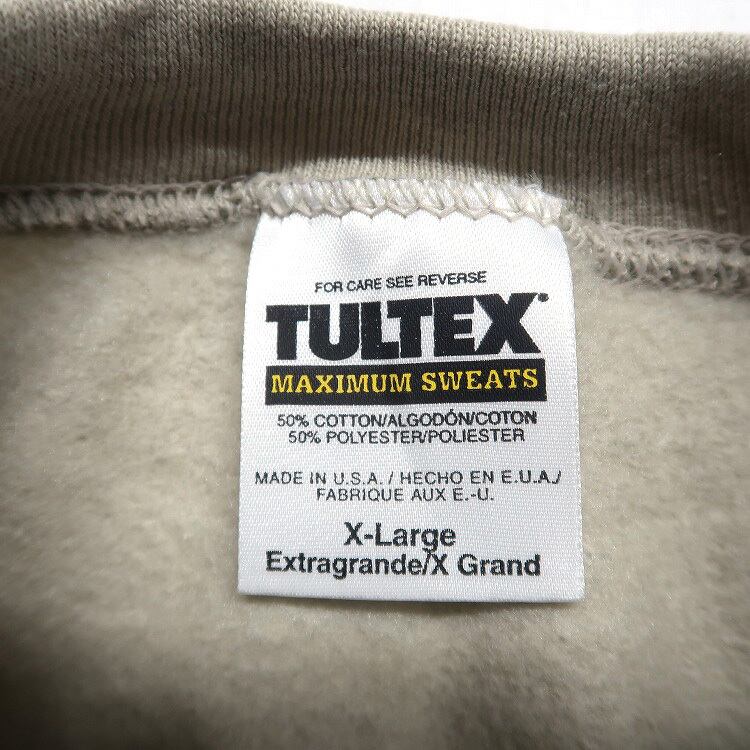 FOR CARE SEE REVERSE
TULTEX®
MAXIMUM SWEATS
50% COTTON/ALGODÓN/COTON
50% POLYESTER/POLIESTER
MADE IN U.S.A. / HECHO EN E.U.A./
FABRIQUE AUX E.-U.
X-Large
Extragrande/X Grand